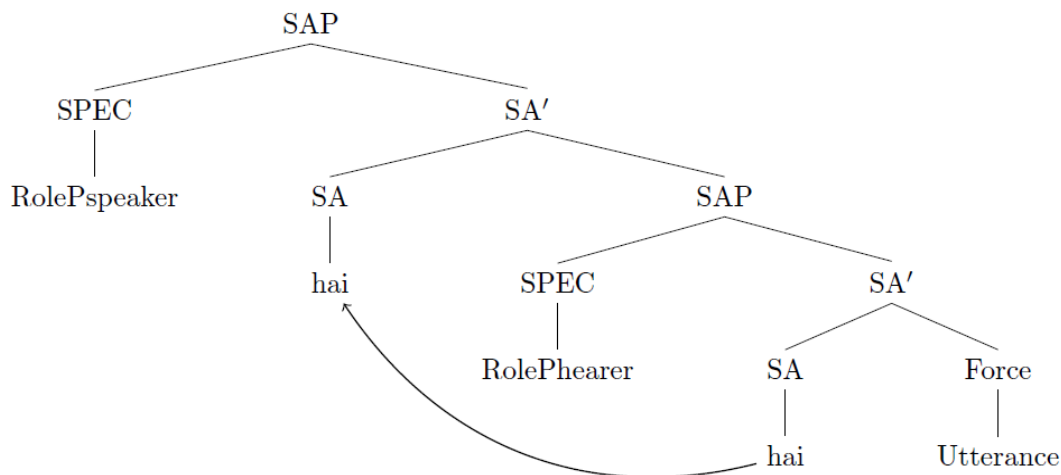 SAP
SPEC SA′
RolePspeaker SA SAP
hai SPEC SA′
RolePhearer SA Force
hai Utterance